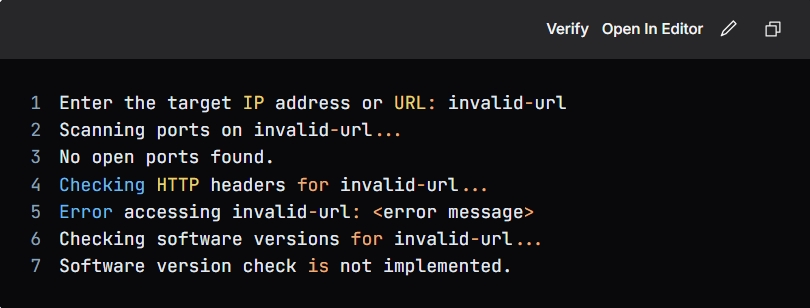 Verify Open In Editor
1 Enter the target IP address or URL: invalid-url
2 Scanning ports on invalid-url...
3 No open ports found.
4 Checking HTTP headers for invalid-url...
5 Error accessing invalid-url: <error message>
6 Checking software versions for invalid-url...
7 Software version check is not implemented.